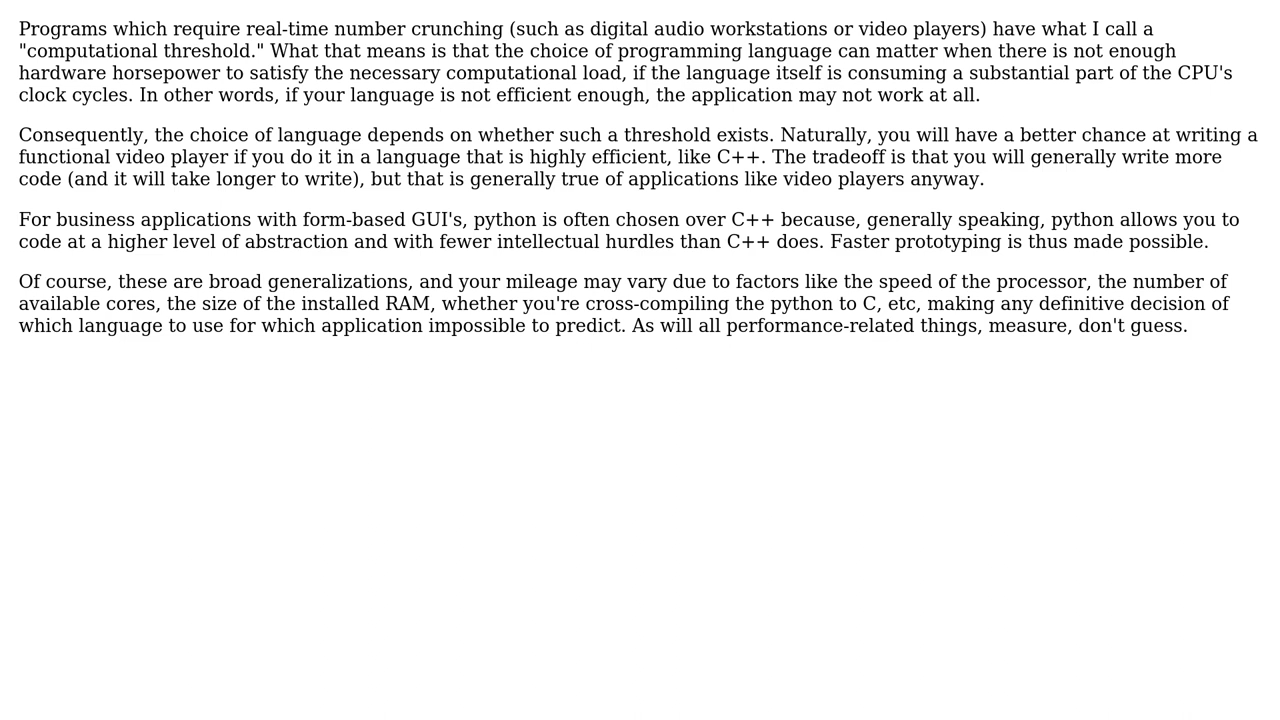 Programs which require real-time number crunching (such as digital audio workstations or video players) have what I call a
"computational threshold." What that means is that the choice of programming language can matter when there is not enough
hardware horsepower to satisfy the necessary computational load, if the language itself is consuming a substantial part of the CPU's
clock cycles. In other words, if your language is not efficient enough, the application may not work at all.
Consequently, the choice of language depends on whether such a threshold exists. Naturally, you will have a better chance at writing a
functional video player if you do it in a language that is highly efficient, like C++. The tradeoff is that you will generally write more
code (and it will take longer to write), but that is generally true of applications like video players anyway.
For business applications with form-based GUI's, python is often chosen over C++ because, generally speaking, python allows you to
code at a higher level of abstraction and with fewer intellectual hurdles than C++ does. Faster prototyping is thus made possible.
Of course, these are broad generalizations, and your mileage may vary due to factors like the speed of the processor, the number of
available cores, the size of the installed RAM, whether you're cross-compiling the python to C, etc, making any definitive decision of
which language to use for which application impossible to predict. As will all performance-related things, measure, don't guess.